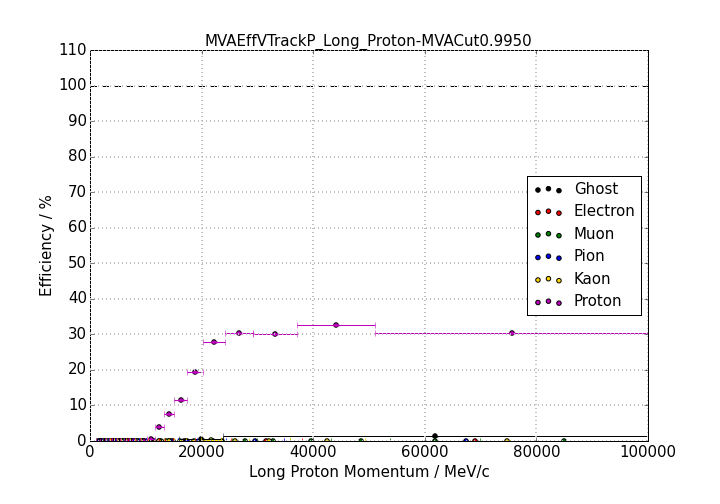 MVAEffVTrackP_Long_Proton-MVACut0.9950
110
100
90
80
70
60
50
40
30
20
10
0
Efficiency / %
Ghost
Electron
Muon
Pion
Kaon
Proton
0 20000 40000 60000 80000 100000
Long Proton Momentum / MeV/c